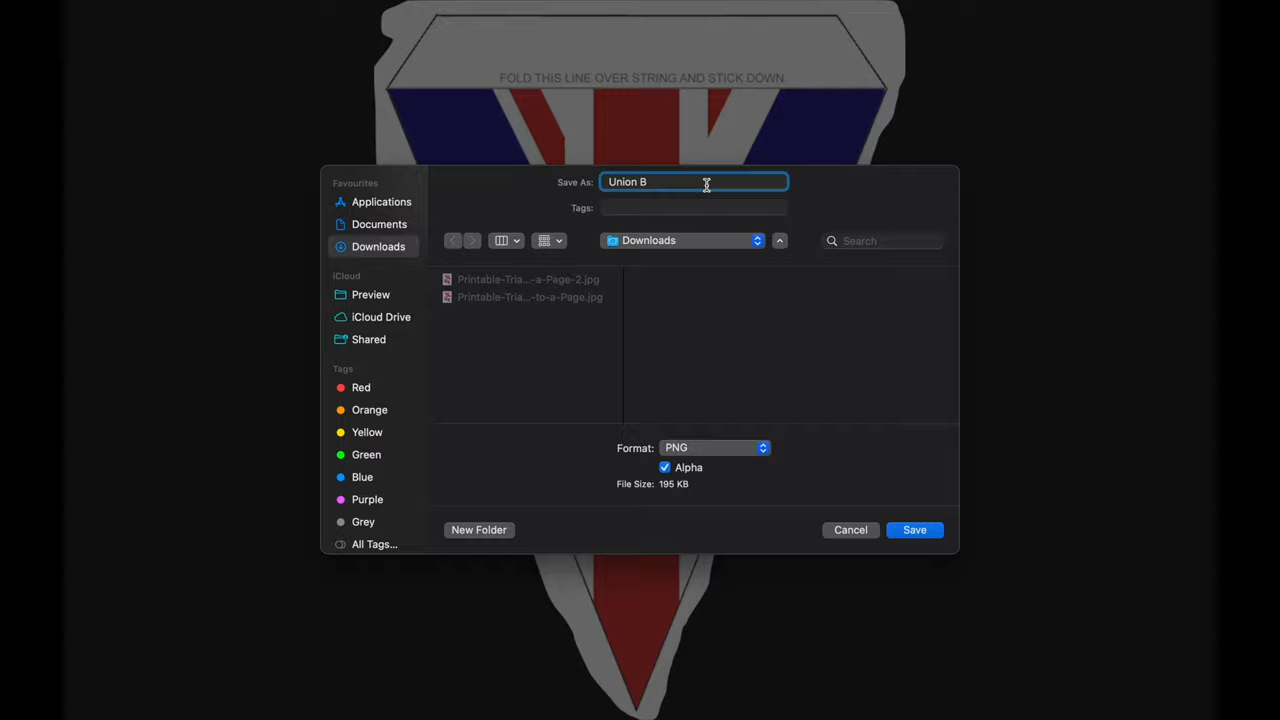 FOLD THIS LINE OVER STRING AND STICK DOWN
Favourites
Applications
Documents
Downloads
iCloud
Preview
iCloud Drive
Shared
Tags
Red
Orange
Yellow
Green
Blue
Purple
Grey
All Tags...
Save As: Union B
Tags:
Downloads
Search
Printable-Tria...-a-Page-2.jpg
Printable-Tria...-to-a-Page.jpg
Format: PNG
Alpha
File Size: 195 KB
New Folder
Cancel
Save